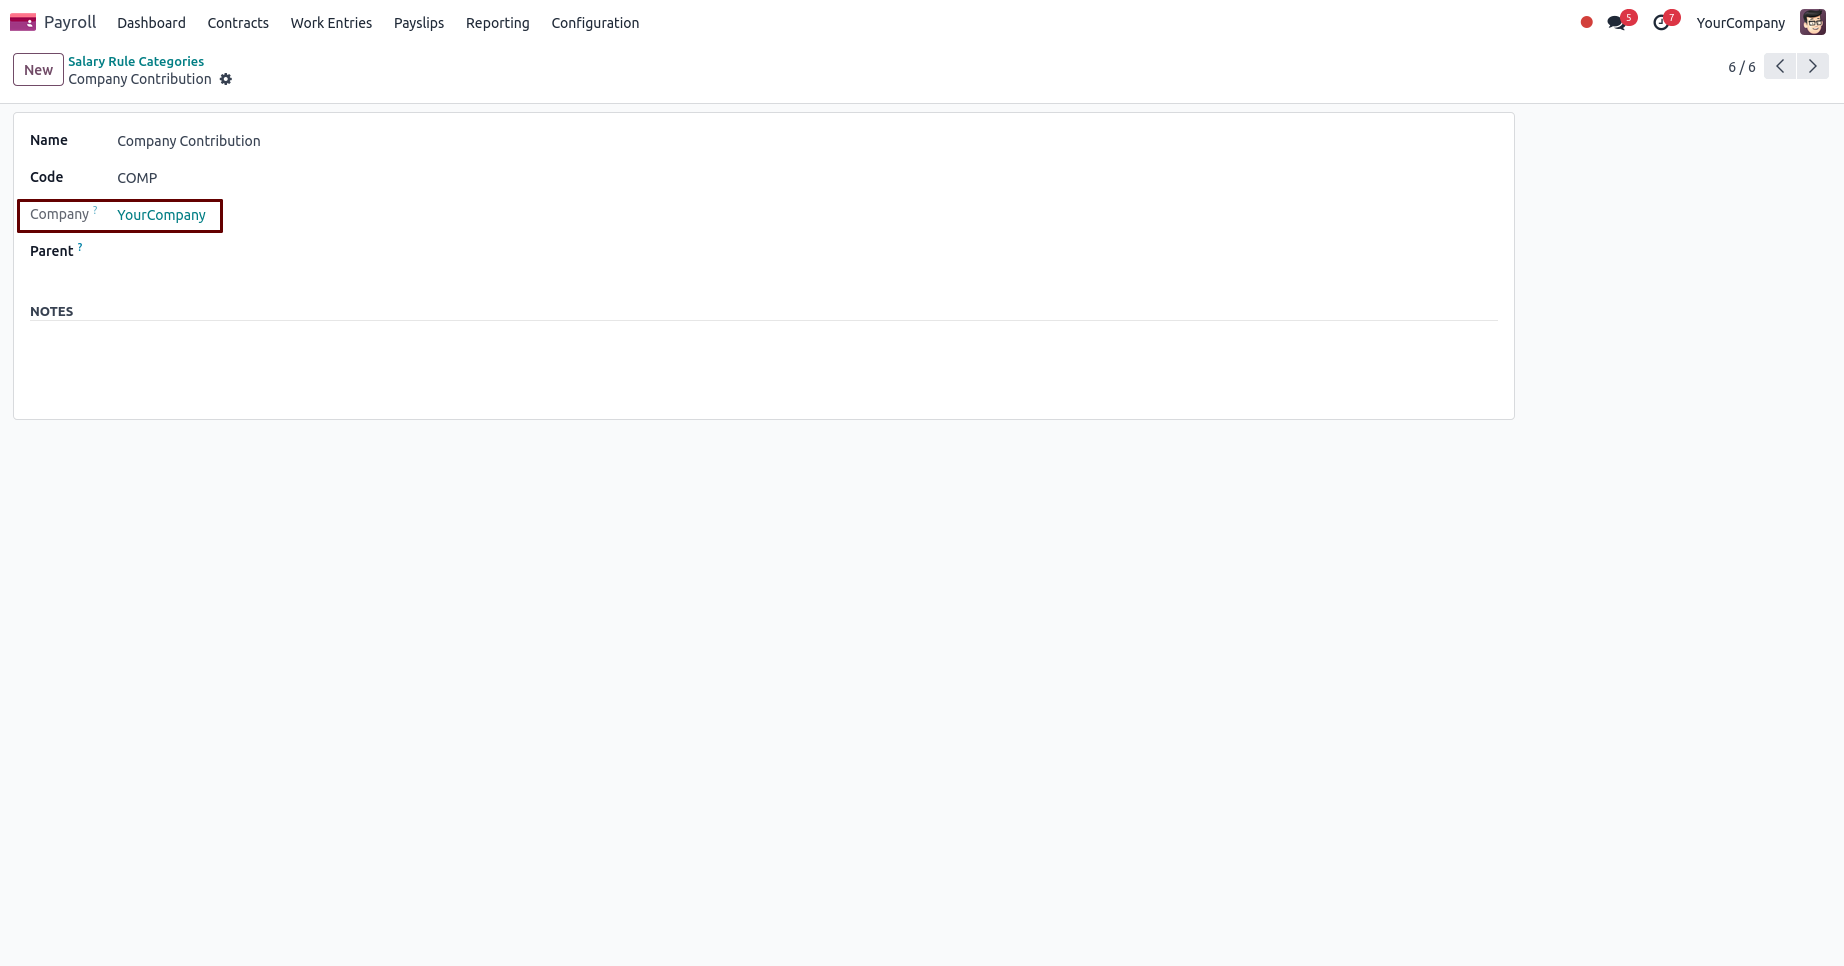 Payroll Dashboard Contracts Work Entries Payslips Reporting Configuration 5 7 YourCompany
New Salary Rule Categories
Company Contribution
6 / 6
Name Company Contribution
Code COMP
Company ? YourCompany
Parent ?
NOTES